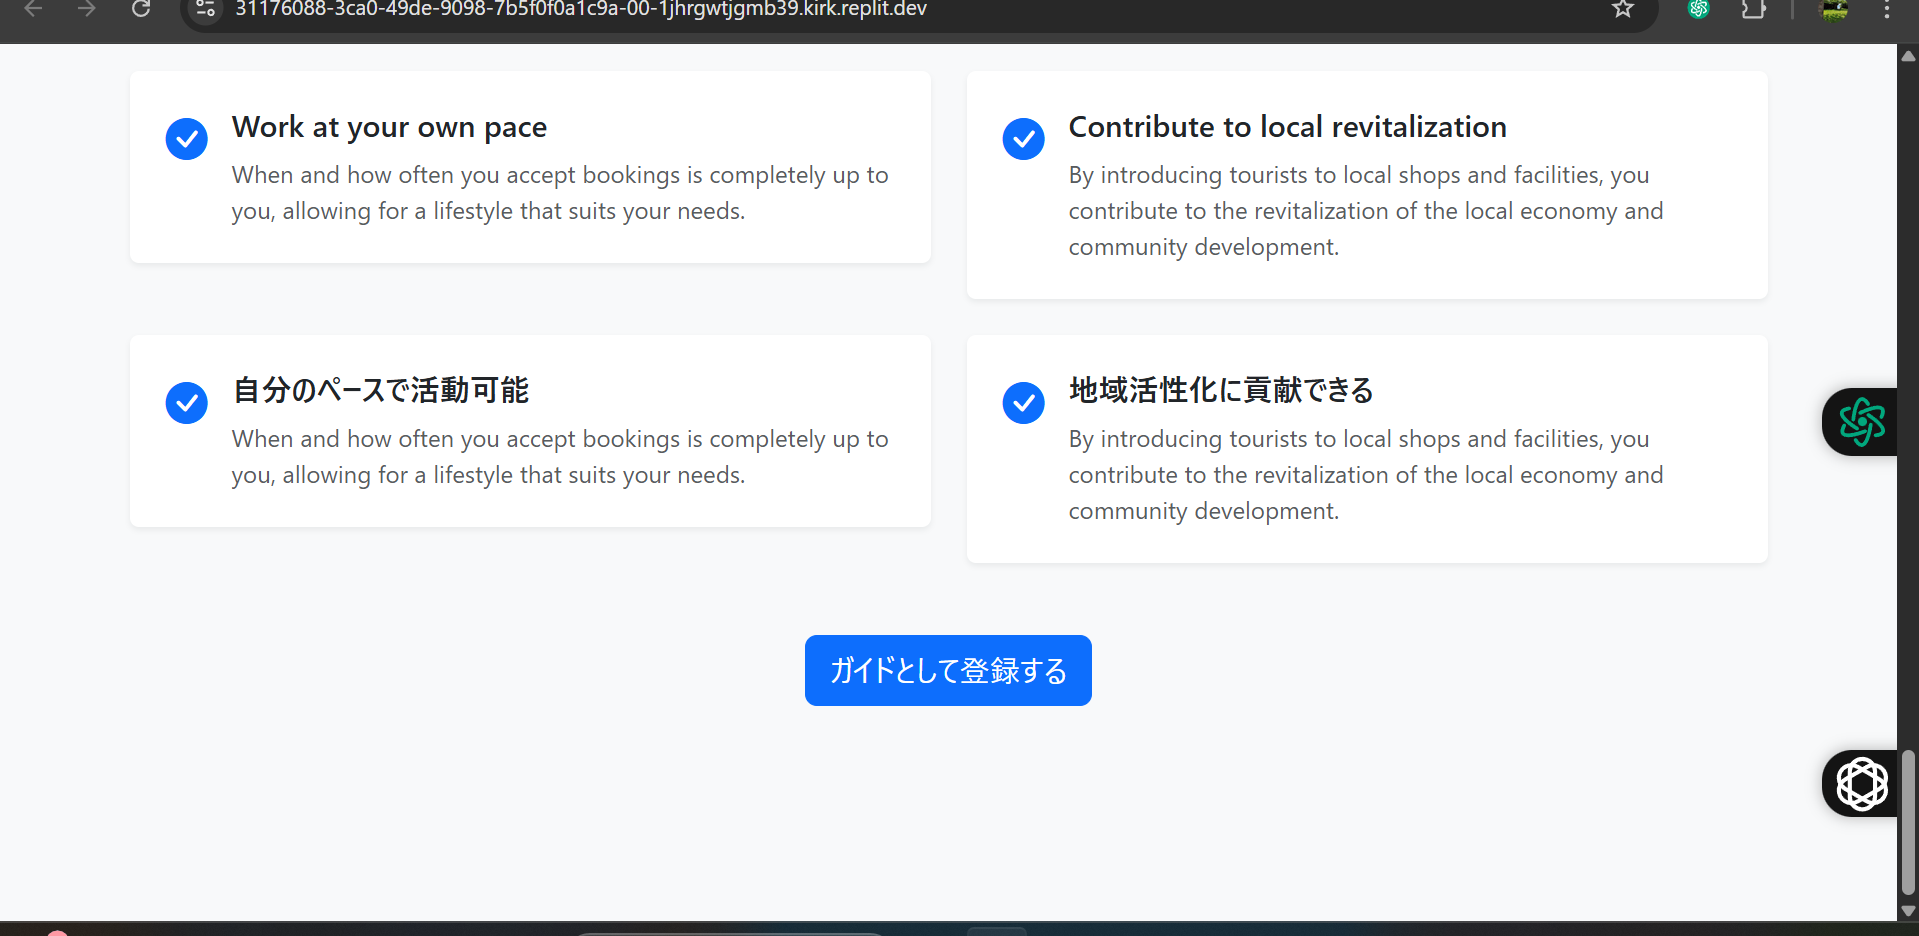 31176088-3ca0-49de-9098-7b5f0f0a1c9a-00-1jhrgwtjgmb39.kirk.replit.dev
Work at your own pace
When and how often you accept bookings is completely up to
you, allowing for a lifestyle that suits your needs.
Contribute to local revitalization
By introducing tourists to local shops and facilities, you
contribute to the revitalization of the local economy and
community development.
自分のペースで活動可能
When and how often you accept bookings is completely up to
you, allowing for a lifestyle that suits your needs.
地域活性化に貢献できる
By introducing tourists to local shops and facilities, you
contribute to the revitalization of the local economy and
community development.
ガイドとして登録する